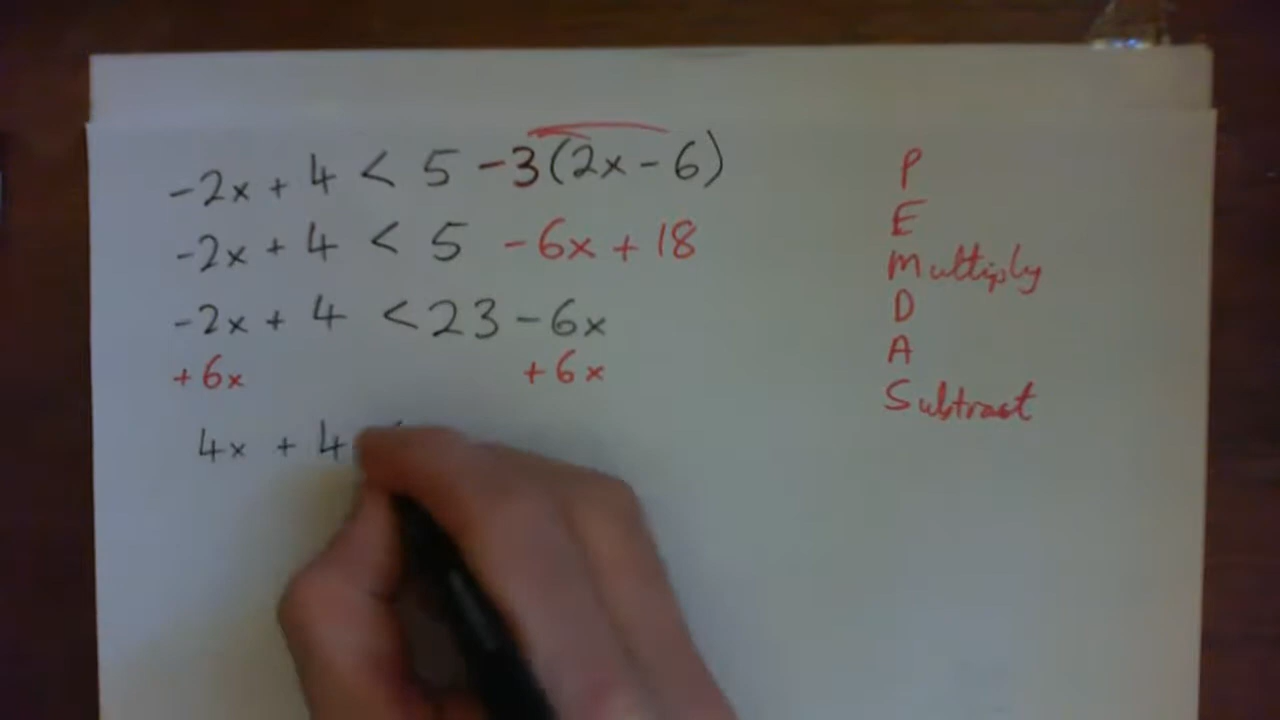 -2x + 4 < 5 -3(2x - 6)
-2x + 4 < 5 - 6x + 18
-2x + 4 < 23 - 6x
+6x +6x
4x + 4
P
E
Multiply
D
A
Subtract